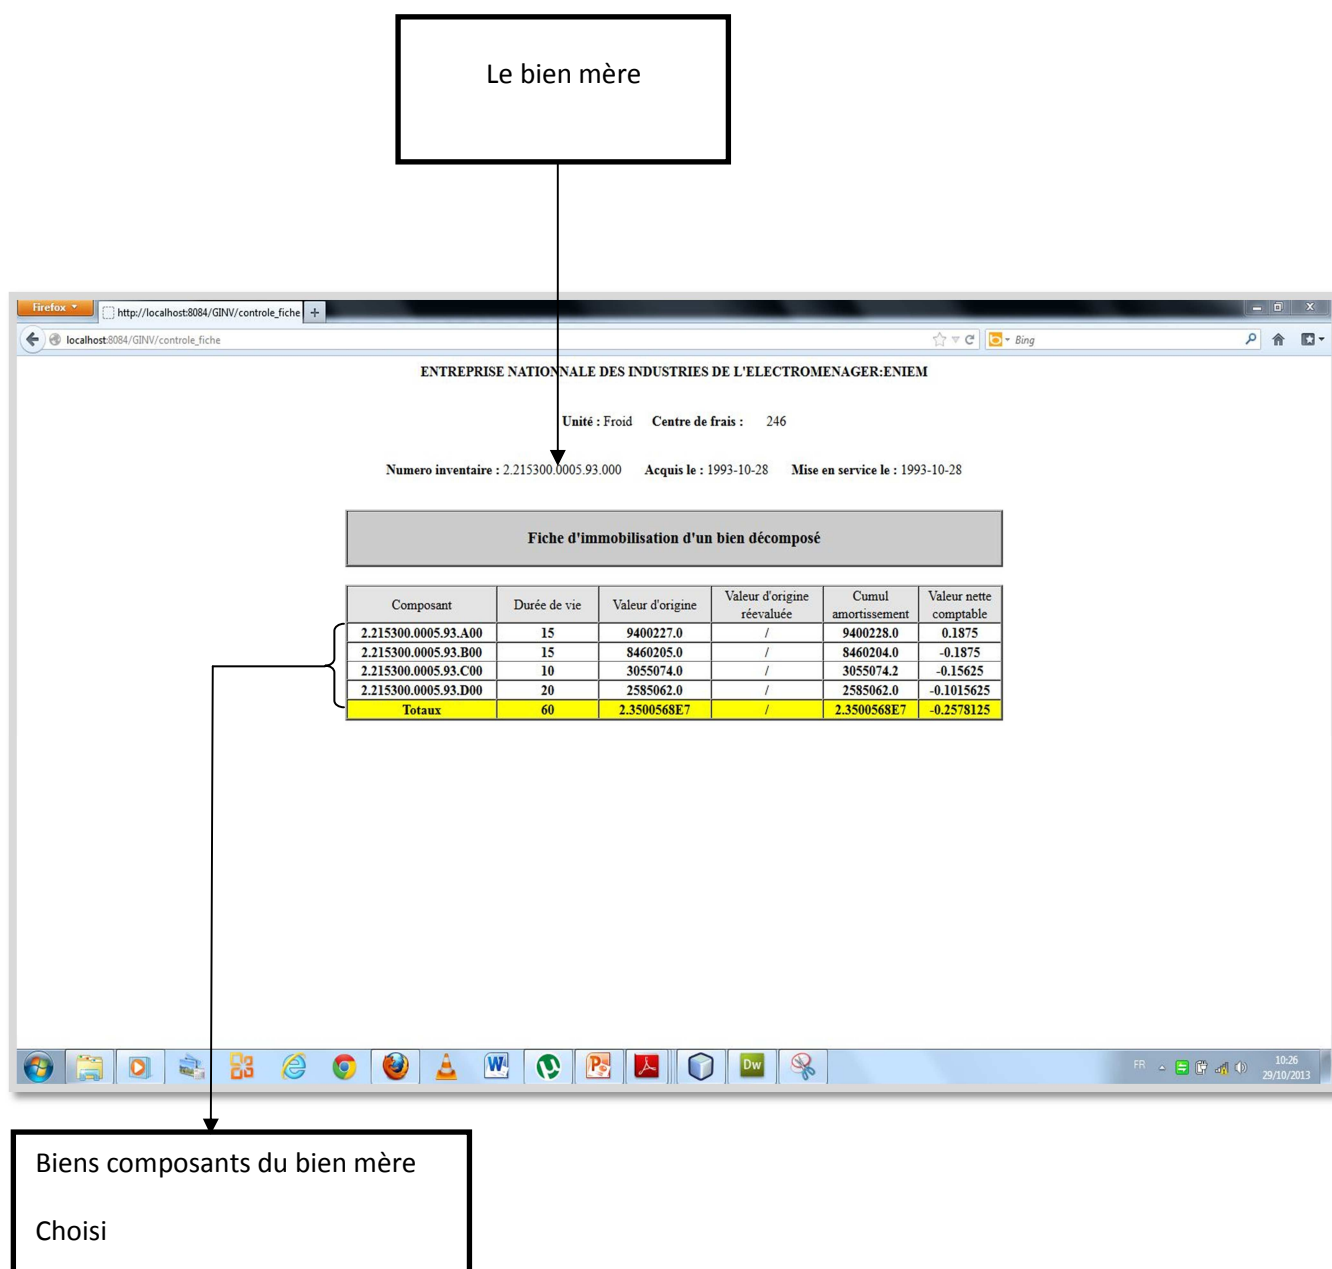 Le bien mère
Firefox
http://localhost:8084/GINV/controle_fiche
localhost:8084/GINV/controle_fiche
Bing
ENTREPRISE NATIONNALE DES INDUSTRIES DE L'ELECTROMENAGER:ENIEM
Unité : Froid Centre de frais : 246
Numero inventaire : 2.215300.0005.93.000 Acquis le : 1993-10-28 Mise en service le : 1993-10-28
Fiche d'immobilisation d'un bien décomposé
Composant Durée de vie Valeur d'origine Valeur d'origine réevaluée Cumul amortissement Valeur nette comptable
2.215300.0005.93.A00 15 9400227.0 / 9400228.0 0.1875
2.215300.0005.93.B00 15 8460205.0 / 8460204.0 -0.1875
2.215300.0005.93.C00 10 3055074.0 / 3055074.2 -0.15625
2.215300.0005.93.D00 20 2585062.0 / 2585062.0 -0.1015625
Totaux 60 2.3500568E7 / 2.3500568E7 -0.2578125
Dw
FR
10:26
29/10/2013
Biens composants du bien mère
Choisi